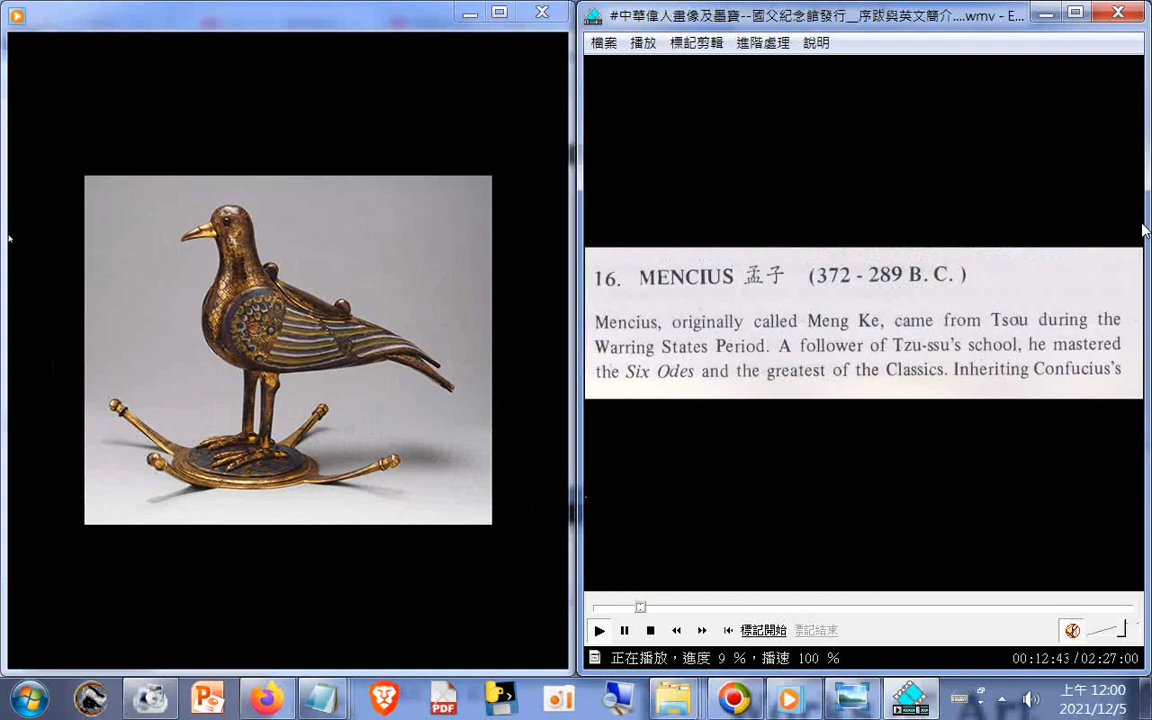 #中華偉人畫像及墨寶--國父紀念館發行__序跋與英文簡介....wmv - E...
檔案 播放 標記剪輯 進階處理 說明
16. MENCIUS 孟子 (372 - 289 B. C. )
Mencius, originally called Meng Ke, came from Tsou during the
Warring States Period. A follower of Tzu-ssu's school, he mastered
the Six Odes and the greatest of the Classics. Inheriting Confucius's
標記開始 標記結束
正在播放，進度 9 %，播速 100 %
00:12:43 / 02:27:00
PDF
上午 12:00
2021/12/5